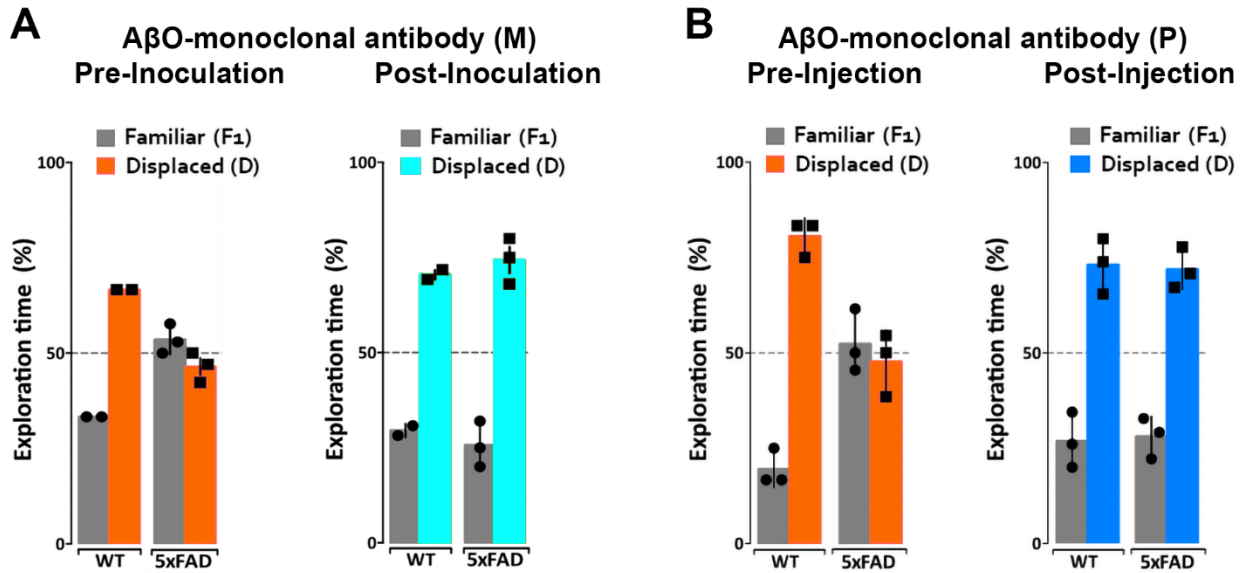 A
AβO-monoclonal antibody (M)
Pre-Inoculation
Post-Inoculation
Familiar (F1)
Displaced (D)
Familiar (F1)
Displaced (D)
Exploration time (%)
100
50
0
WT
5xFAD
Exploration time (%)
100
50
0
WT
5xFAD
B
AβO-monoclonal antibody (P)
Pre-Injection
Post-Injection
Familiar (F1)
Displaced (D)
Familiar (F1)
Displaced (D)
Exploration time (%)
100
50
0
WT
5xFAD
Exploration time (%)
100
50
0
WT
5xFAD